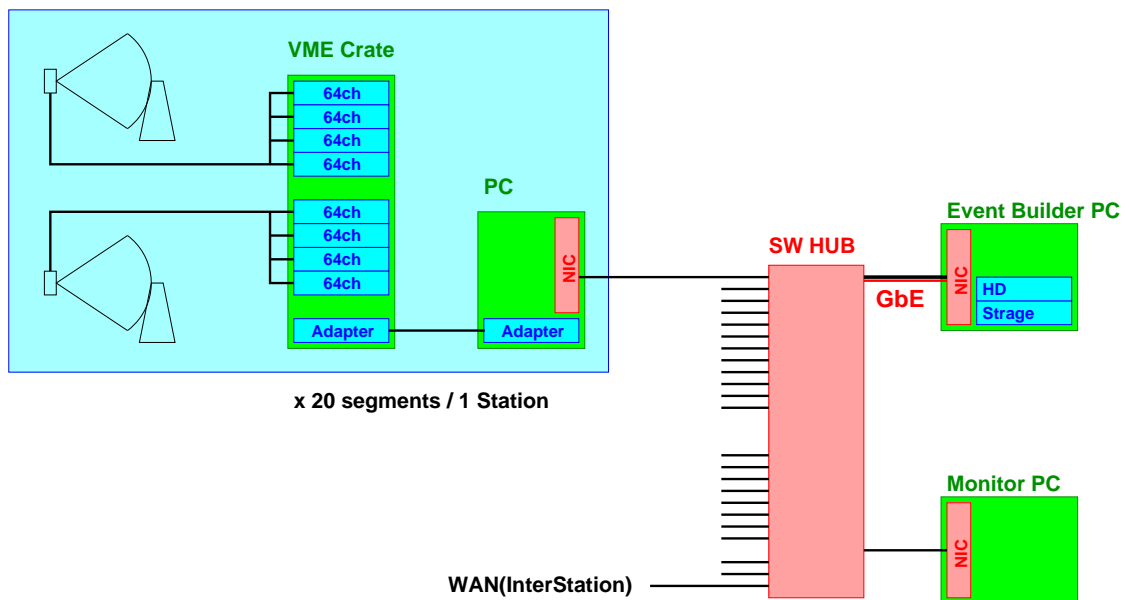 VME Crate
64ch
64ch
64ch
64ch
64ch
64ch
64ch
64ch
Adapter
PC
NIC
Adapter
x 20 segments / 1 Station
SW HUB
GbE
Event Builder PC
NIC
HD
Strage
Monitor PC
NIC
WAN(InterStation)